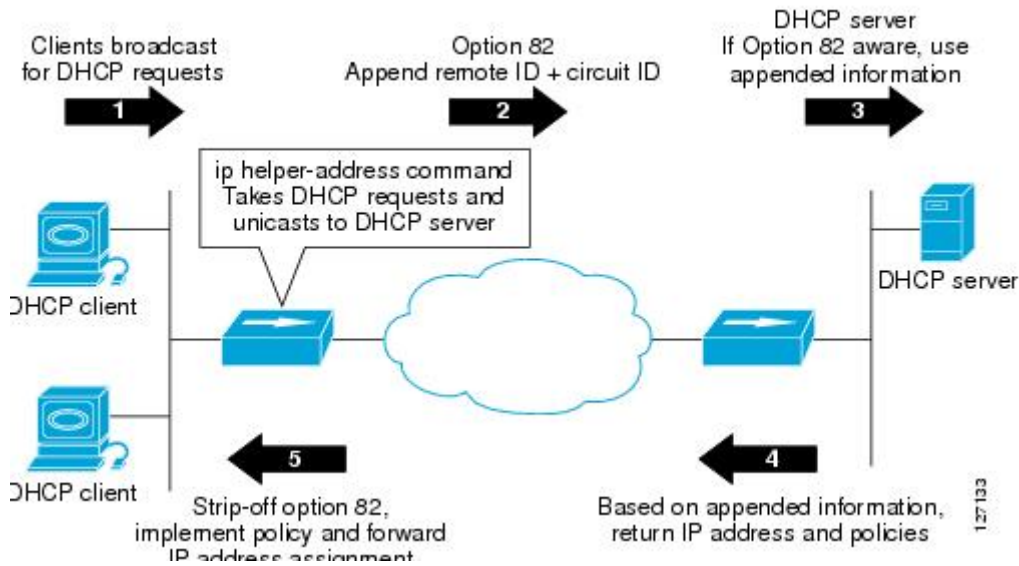 Clients broadcast
for DHCP requests
1
Option 82
Append remote ID + circuit ID
2
DHCP server
If Option 82 aware, use
appended information
3
ip helper-address command
Takes DHCP requests and
unicasts to DHCP server
DHCP client
DHCP server
DHCP client
5
Strip-off option 82,
implement policy and forward
IP address assignment
4
Based on appended information,
return IP address and policies
127133